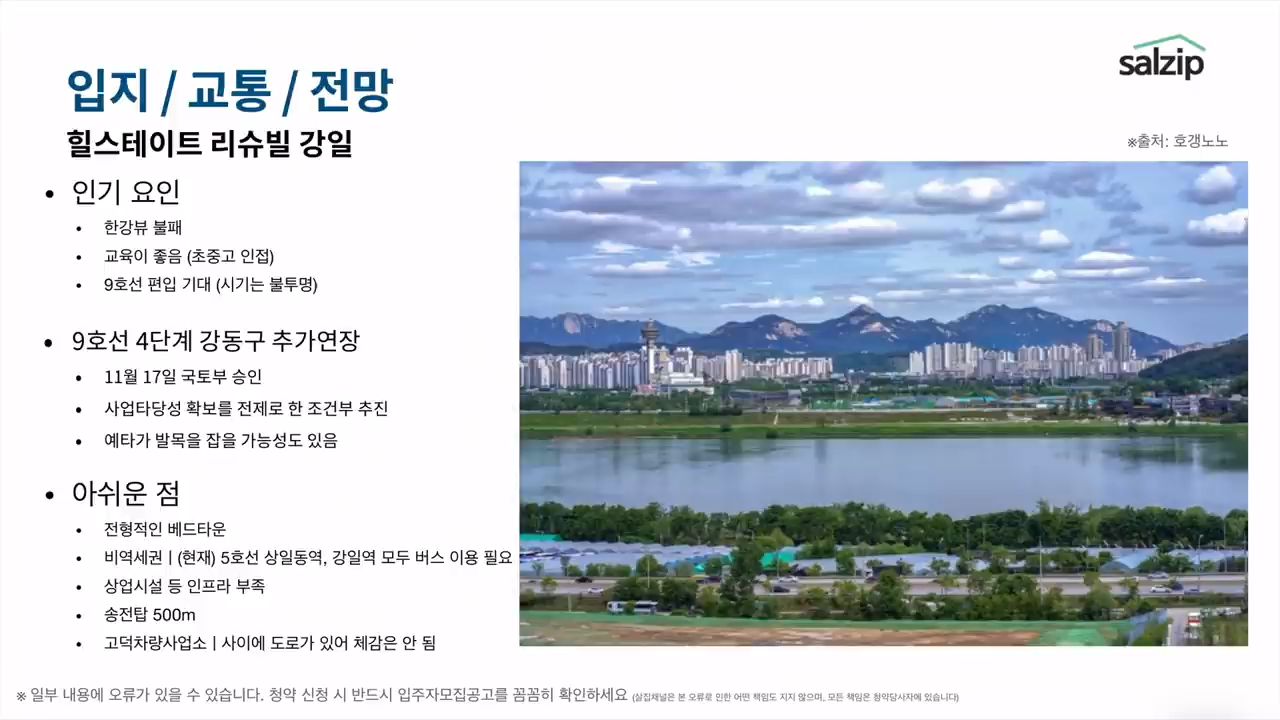 salzip
입지 / 교통 / 전망
힐스테이트 리슈빌 강일
※출처: 호갱노노
• 인기 요인
• 한강뷰 불패
• 교육이 좋음 (초중고 인접)
• 9호선 편입 기대 (시기는 불투명)
• 9호선 4단계 강동구 추가연장
• 11월 17일 국토부 승인
• 사업타당성 확보를 전제로 한 조건부 추진
• 예타가 발목을 잡을 가능성도 있음
• 아쉬운 점
• 전형적인 베드타운
• 비역세권 | (현재) 5호선 상일동역, 강일역 모두 버스 이용 필요
• 상업시설 등 인프라 부족
• 송전탑 500m
• 고덕차량사업소 | 사이에 도로가 있어 체감은 안 됨
※ 일부 내용에 오류가 있을 수 있습니다. 청약 신청 시 반드시 입주자모집공고를 꼼꼼히 확인하세요 (살집채널은 본 오류로 인한 어떤 책임도 지지 않으며, 모든 책임은 청약당사자에 있습니다)